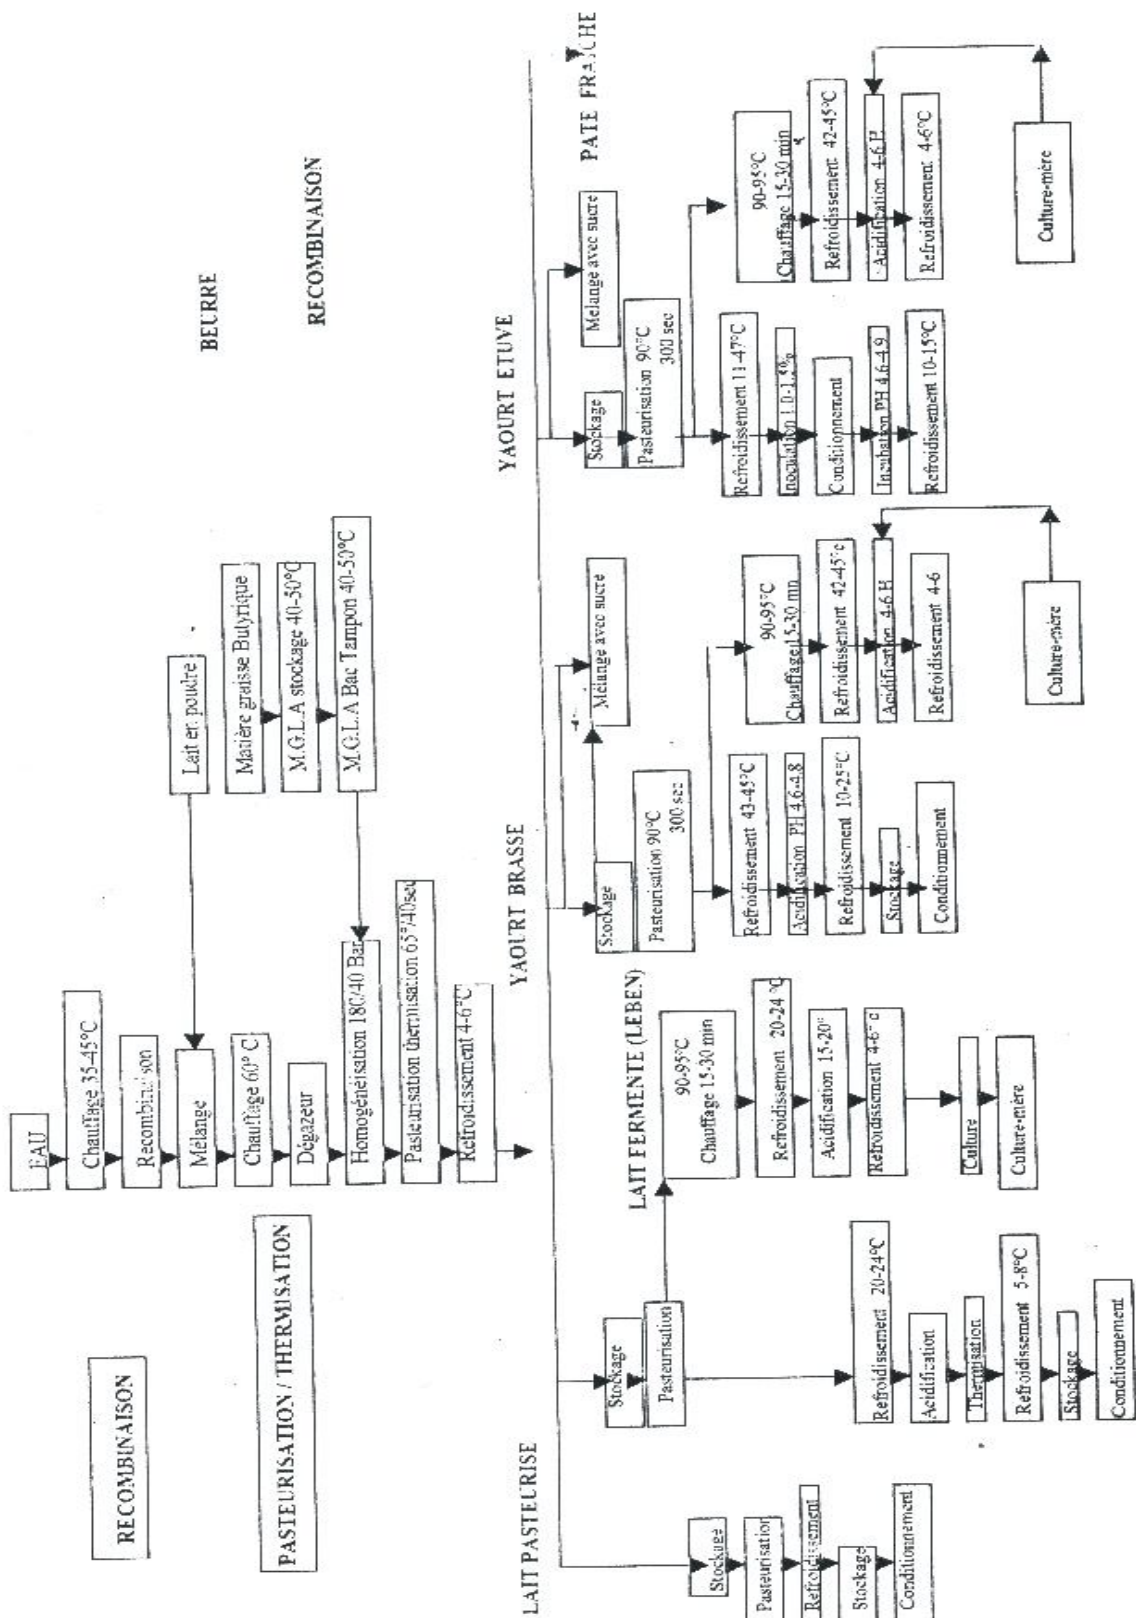 EAU
Chauffage 35-45°C
Recombinaison
Mélange
Chauffage 60° C
Dégazeur
Homogénéisation 180/40 Bar
Pasteurisation thermisation 65°/40sec
Refroidissement 4-6°C
RECOMBINAISON
PASTEURISATION / THERMISATION
Lait en poudre
Matière graisse Butyrique
M.G.L.A stockage 40-50°C
M.G.L.A Bac Tampon 40-50°C
BEURRE
RECOMBINAISON
LAIT PASTEURISE
Stockage
Pasteurisation
Refroidissement
Stockage
Conditionnement
LAIT FERMENTE (LEBEN)
Stockage
Pasteurisation
Refroidissement 20-24°C
Acidification
Thermisation
Refroidissement 5-8°C
Stockage
Conditionnement
90-95°C
Chauffage 15-30 min
Refroidissement 20-24 °C
Acidification 15-20°
Refroidissement 4-6° c
Culture
Culture-mère
YAOURT BRASSE
Stockage
Mélange avec sucre
Pasteurisation 90°C
300 sec
Refroidissement 43-45°C
Acidification PH 4.6-4.8
Refroidissement 10-25°C
Stockage
Conditionnement
90-95°C
Chauffage 15-30 mn
Refroidissement 42-45°c
Acidification 4-6 H
Refroidissement 4-6
Culture-mère
YAOURT ETUVE
Stockage
Melange avec sucre
Pasteurisation 90°C
300 sec
Refroidissement 11-47°C
Inoculation 1.0-1.5%
Conditionnement
Incubation PH 4.6-4.9
Refroidissement 10-15°C
PATE FRAICHE
90-95°C
Chauffage 15-30 min
Refroidissement 42-45°C
Acidification 4-6 H
Refroidissement 4-6°C
Culture-mère